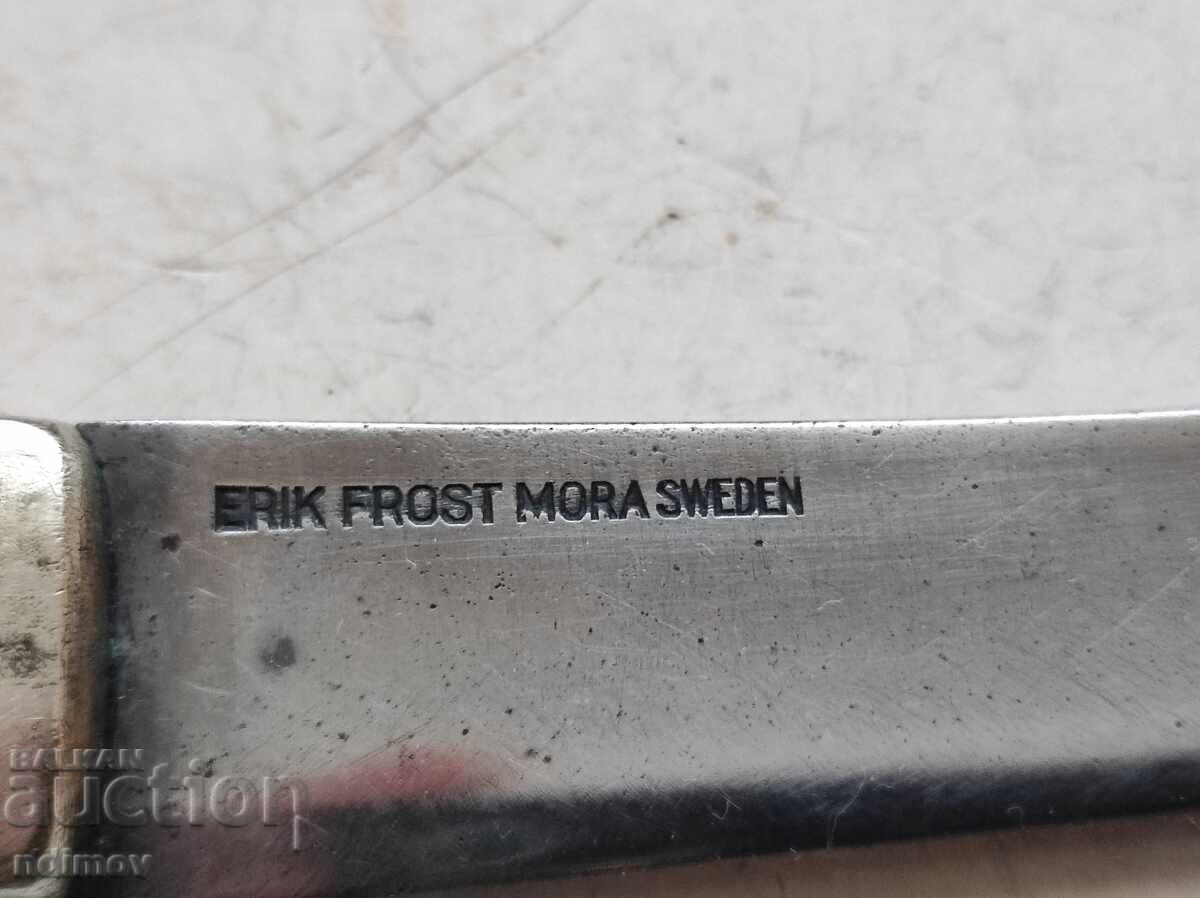 ERIK FROST MORA SWEDEN
BALKAN
auction
ndimov